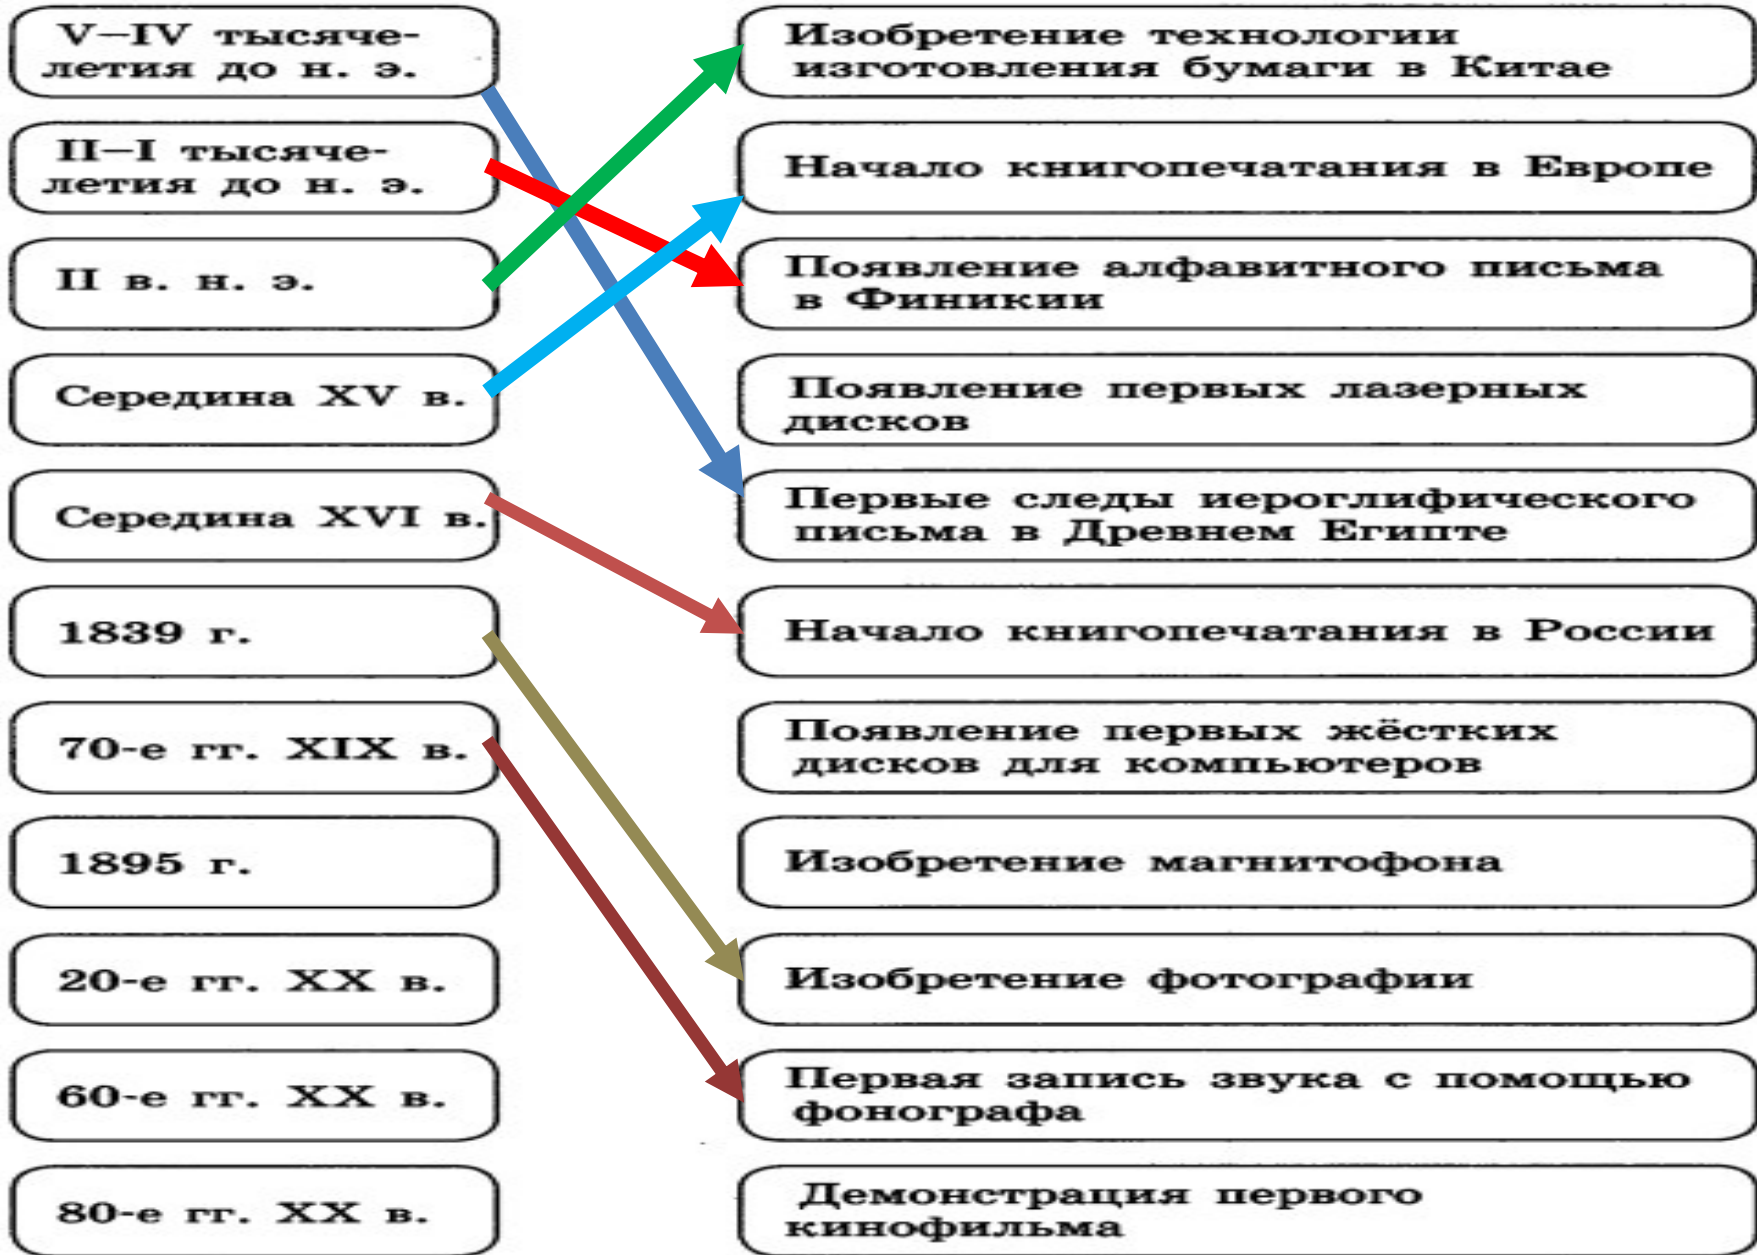 V–IV тысяче-
летия до н. э.
II–I тысяче-
летия до н. э.
II в. н. э.
Середина XV в.
Середина XVI в.
1839 г.
70-е гг. XIX в.
1895 г.
20-е гг. XX в.
60-е гг. XX в.
80-е гг. XX в.
Изобретение технологии
изготовления бумаги в Китае
Начало книгопечатания в Европе
Появление алфавитного письма
в Финикии
Появление первых лазерных
дисков
Первые следы иероглифического
письма в Древнем Египте
Начало книгопечатания в России
Появление первых жёстких
дисков для компьютеров
Изобретение магнитофона
Изобретение фотографии
Первая запись звука с помощью
фонографа
Демонстрация первого
кинофильма